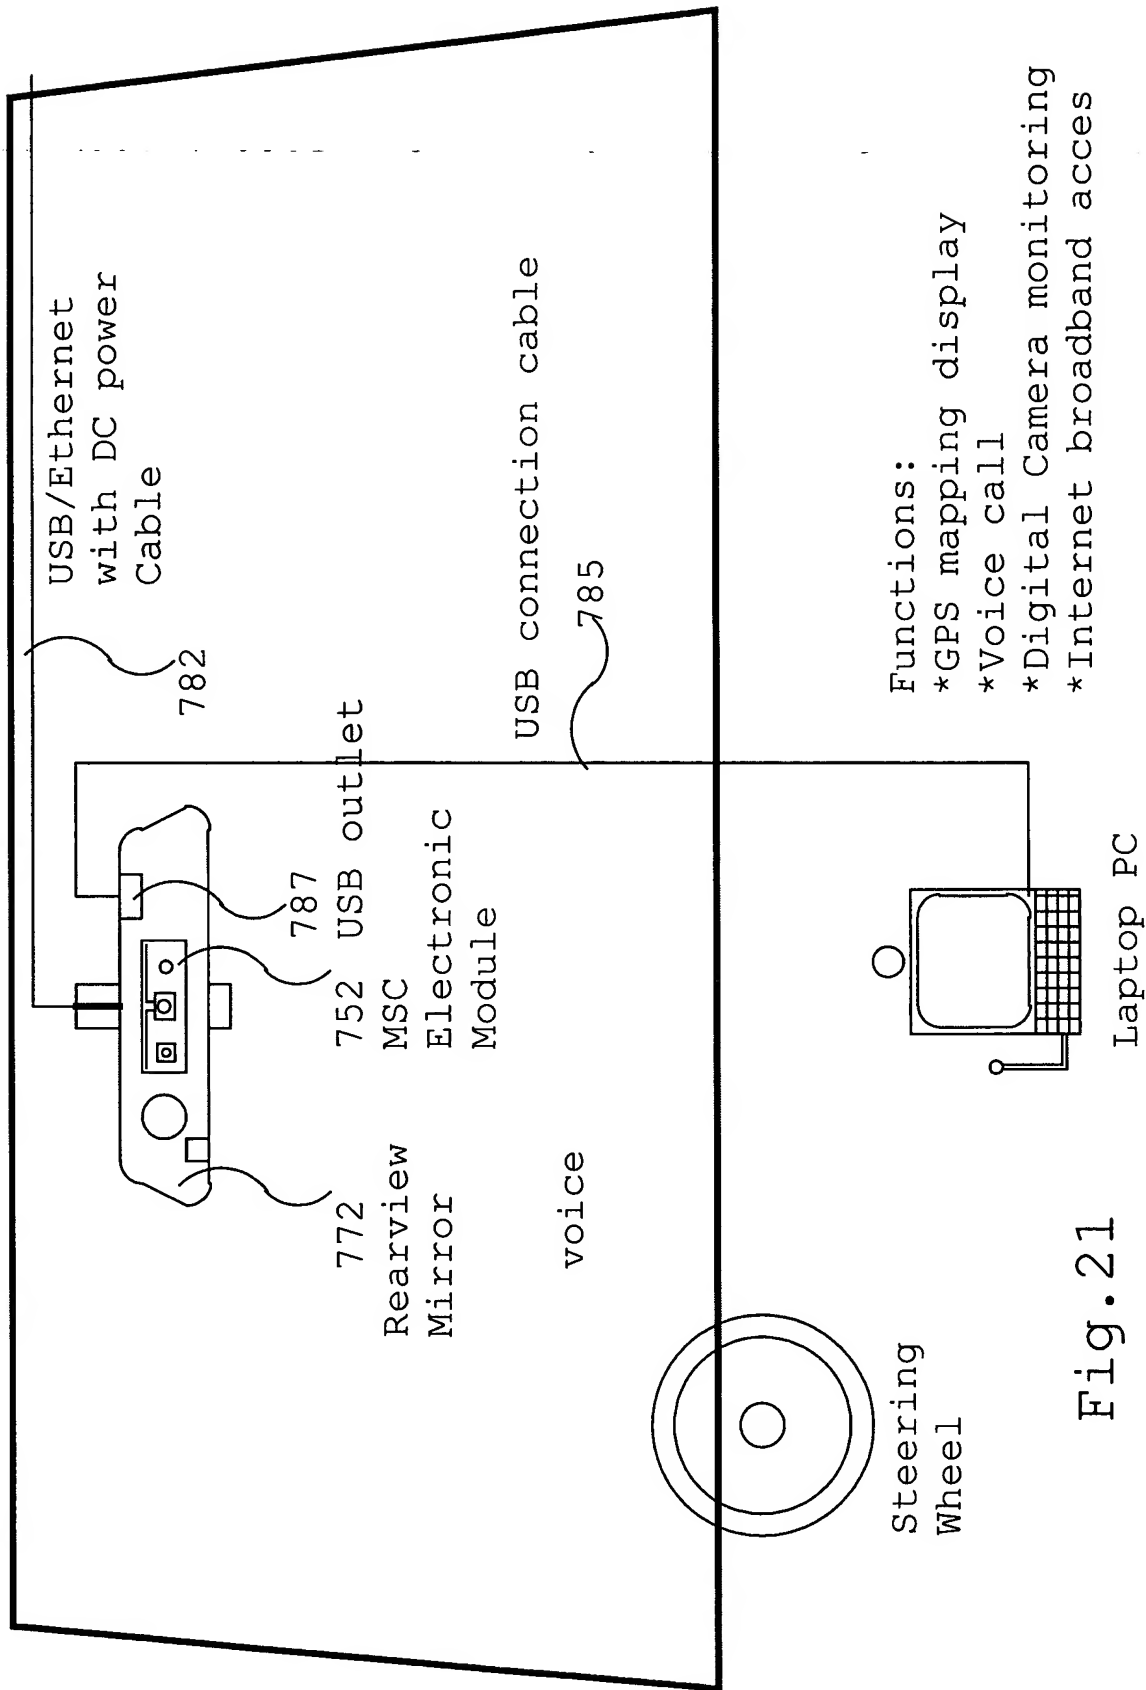 USB/Ethernet
with DC power
Cable
782
787
USB outlet
752
MSC
Electronic
Module
772
Rearview
Mirror
USB connection cable
785
voice
Steering
Wheel
Laptop PC
Functions:
*GPS mapping display
*Voice call
*Digital Camera monitoring
*Internet broadband acces
Fig.21